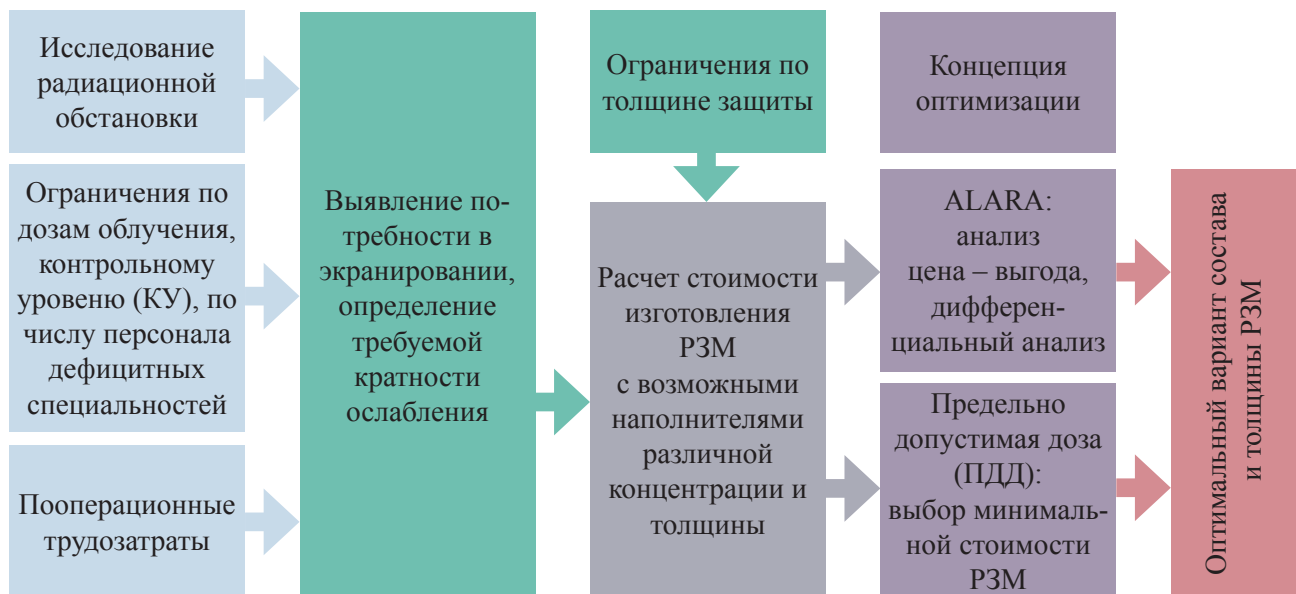 Исследование
радиационной
обстановки
Ограничения по
дозам облучения,
контрольному
уровеню (КУ), по
числу персонала
дефицитных
специальностей
Пооперационные
трудозатраты
Выявление по-
требности в
экранировании,
определение
требуемой
кратности
ослабления
Ограничения по
толщине защиты
Расчет стоимости
изготовления
РЗМ
с возможными
наполнителями
различной
концентрации и
толщины
Концепция
оптимизации
ALARA:
анализ
цена – выгода,
дифферен-
циальный анализ
Предельно
допустимая доза
(ПДД):
выбор минималь-
ной стоимости
РЗМ
Оптимальный вариант состава
и толщины РЗМ